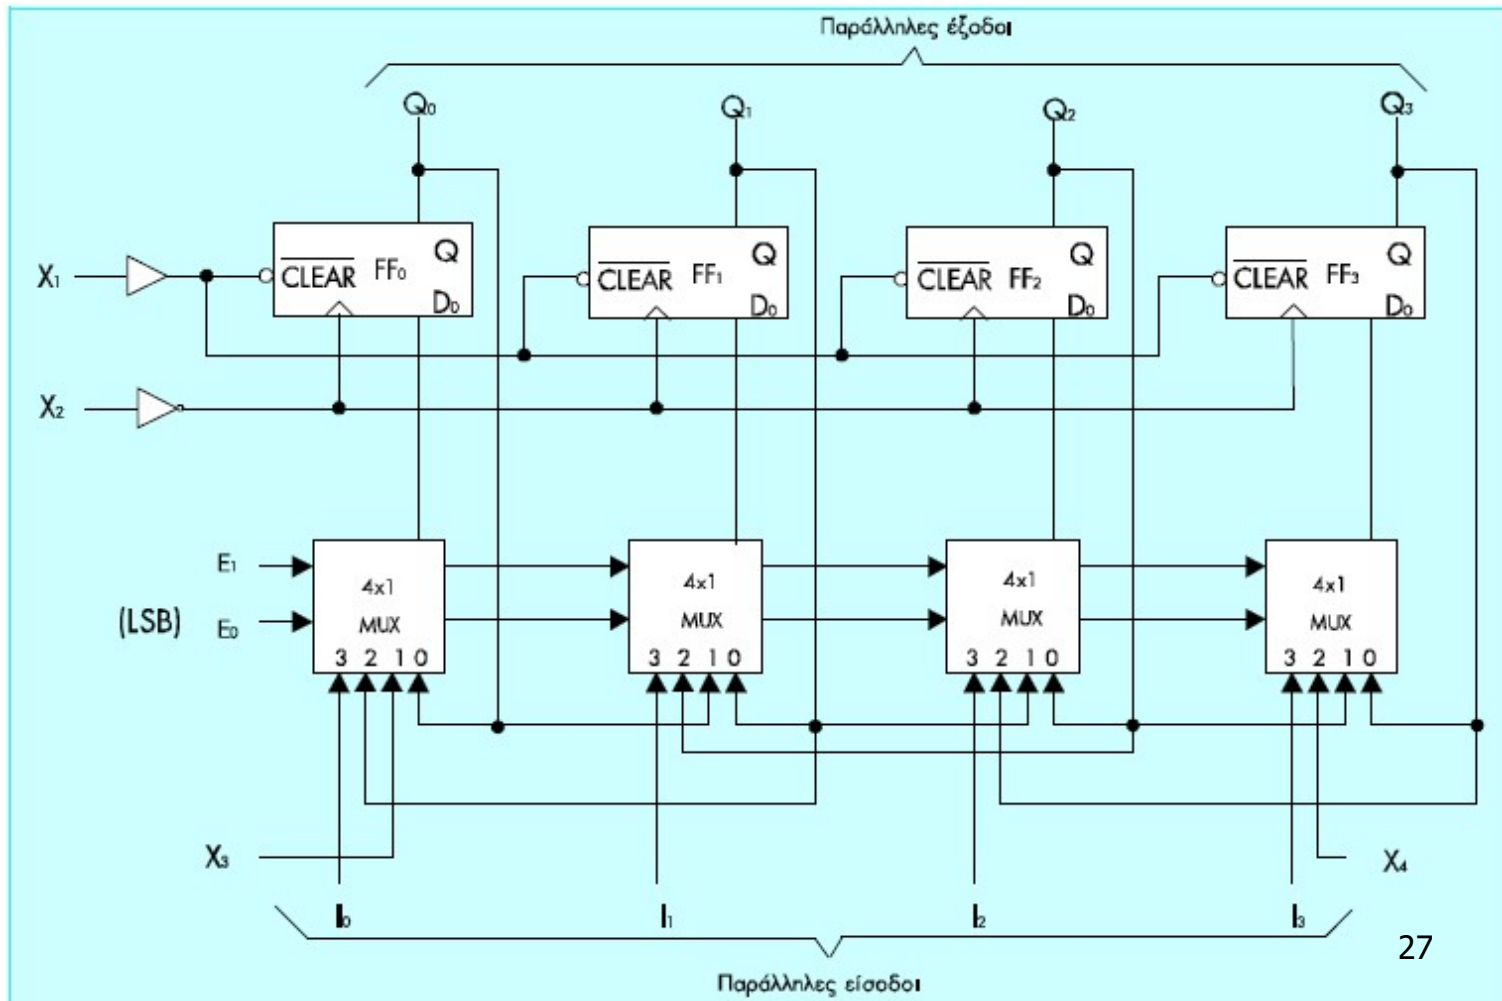 Παράλληλες έξοδοι
Q₀ Q₁ Q₂ Q₃
Q Q Q Q
X₁ CLEAR FF₀ CLEAR FF₁ CLEAR FF₂ CLEAR FF₃
D₀ D₀ D₀ D₀
X₂
E₁ 4x1 4x1 4x1 4x1
(LSB) E₀ MUX MUX MUX MUX
3 2 1 0 3 2 1 0 3 2 1 0 3 2 1 0
X₃ X₄
I₀ I₁ I₂ I₃
27
Παράλληλες είσοδοι